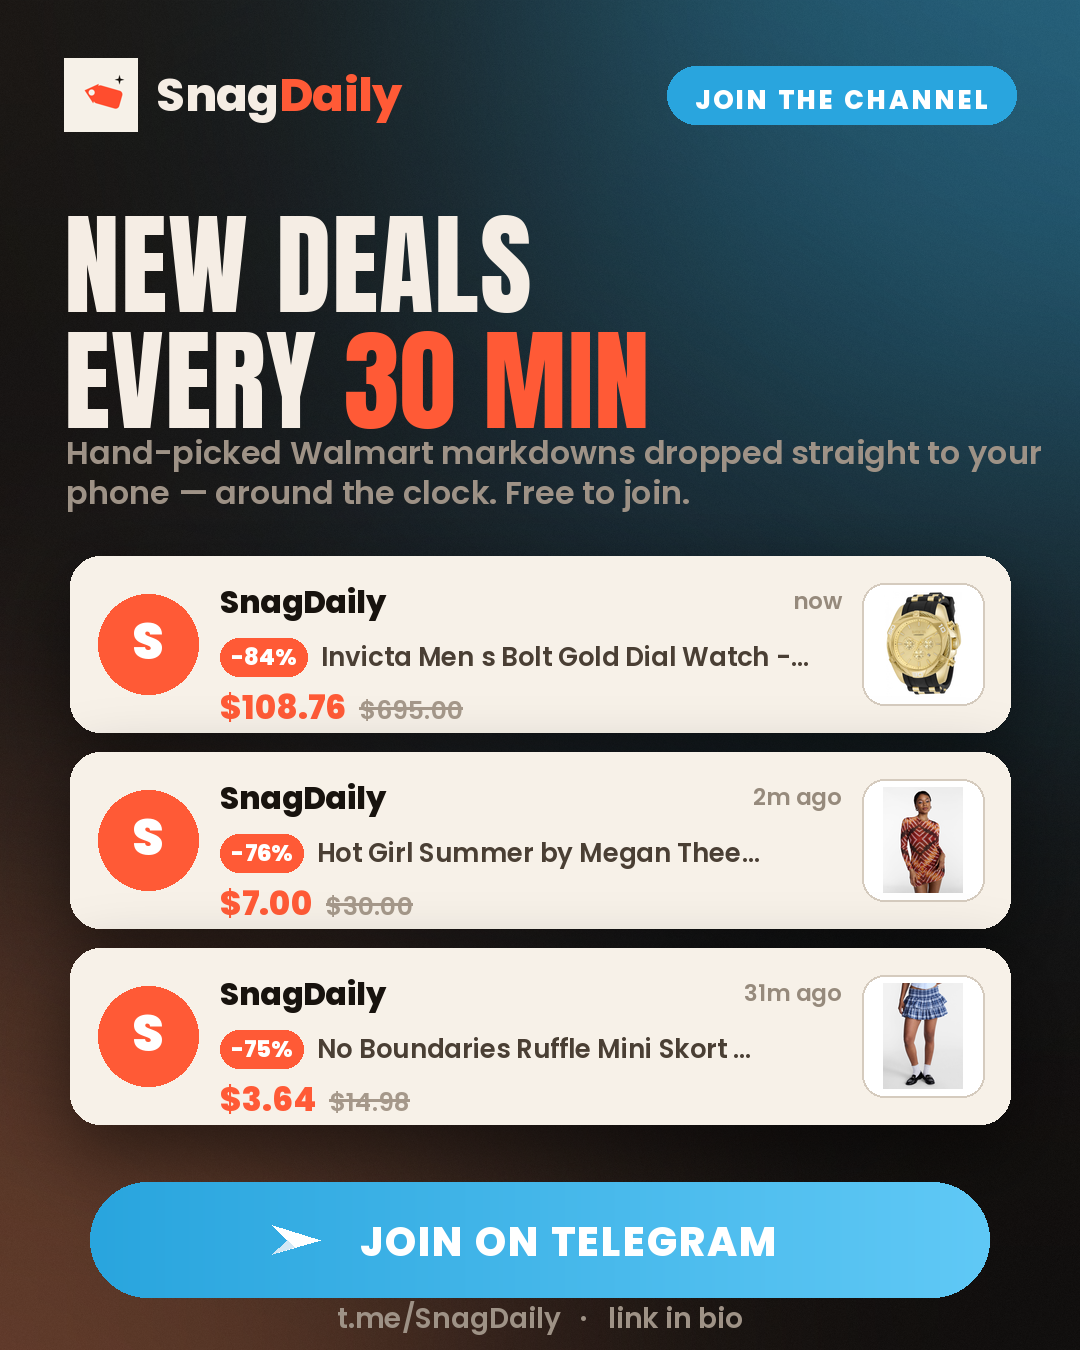 SnagDaily
JOIN THE CHANNEL
NEW DEALS
EVERY 30 MIN
Hand-picked Walmart markdowns dropped straight to your
phone — around the clock. Free to join.
S
SnagDaily
now
-84% Invicta Men s Bolt Gold Dial Watch -...
$108.76 $695.00
S
SnagDaily
2m ago
-76% Hot Girl Summer by Megan Thee...
$7.00 $30.00
S
SnagDaily
31m ago
-75% No Boundaries Ruffle Mini Skort ...
$3.64 $14.98
JOIN ON TELEGRAM
t.me/SnagDaily · link in bio